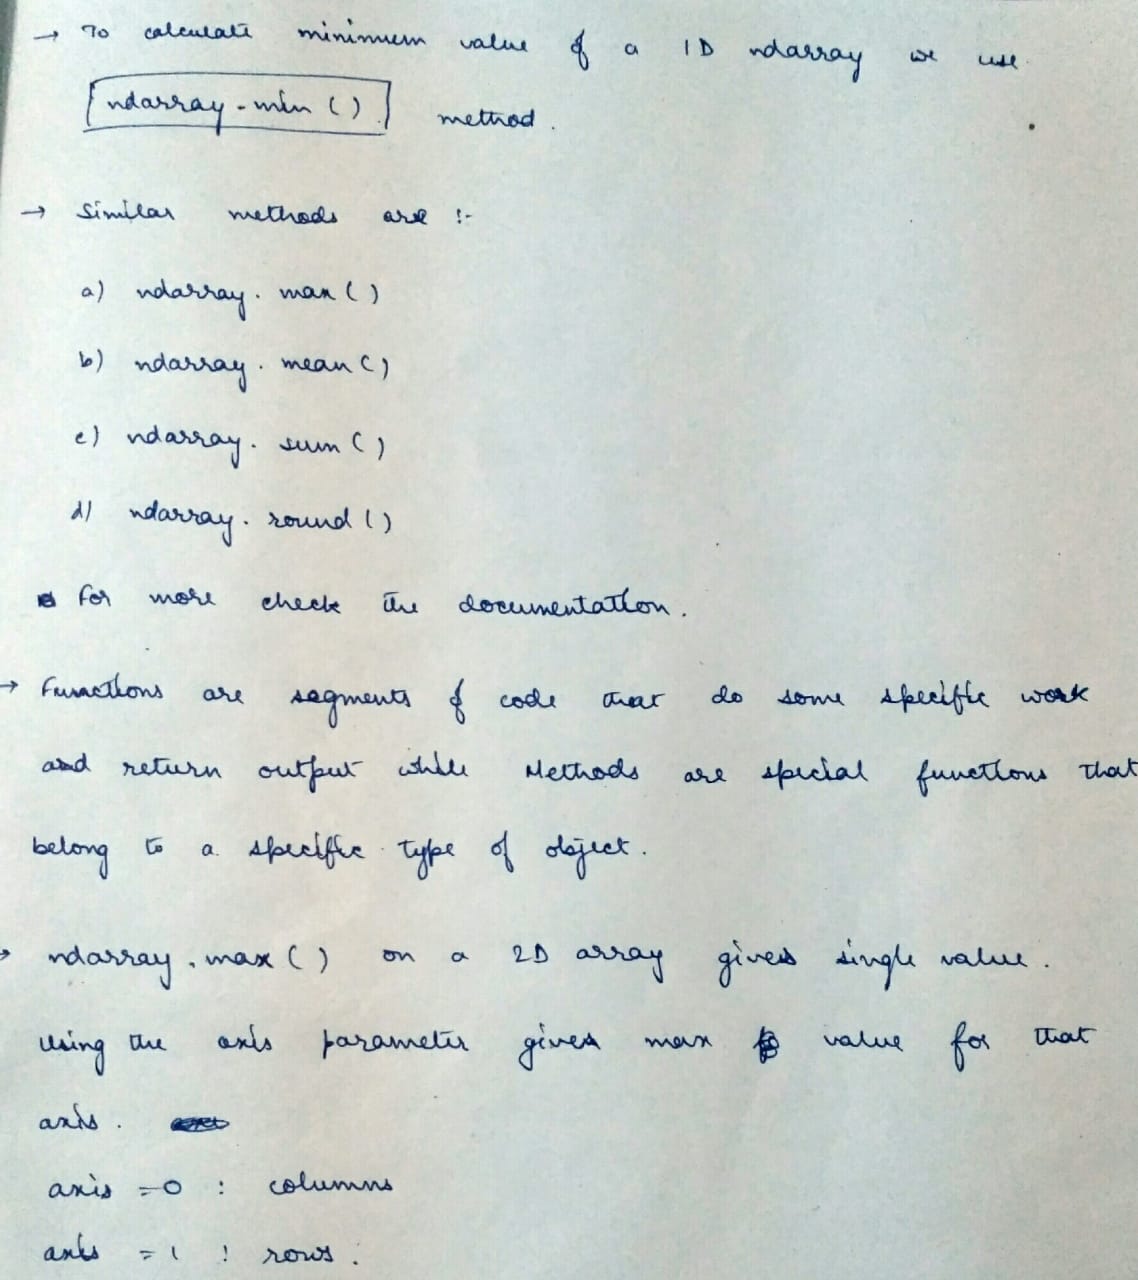 → To calculate minimum value of a 1D ndarray we use
ndarray.min() method.
→ Similar methods are :-
a) ndarray.max()
b) ndarray.mean()
c) ndarray.sum()
d) ndarray.round()
for more check the documentation.
→ Functions are segments of code that do some specific work
and return output while Methods are special functions that
belong to a specific type of object.
→ ndarray.max() on a 2D array gives single value.
Using the axis parameter gives max value for that
axis.
axis = 0 : columns
axis = 1 : rows.